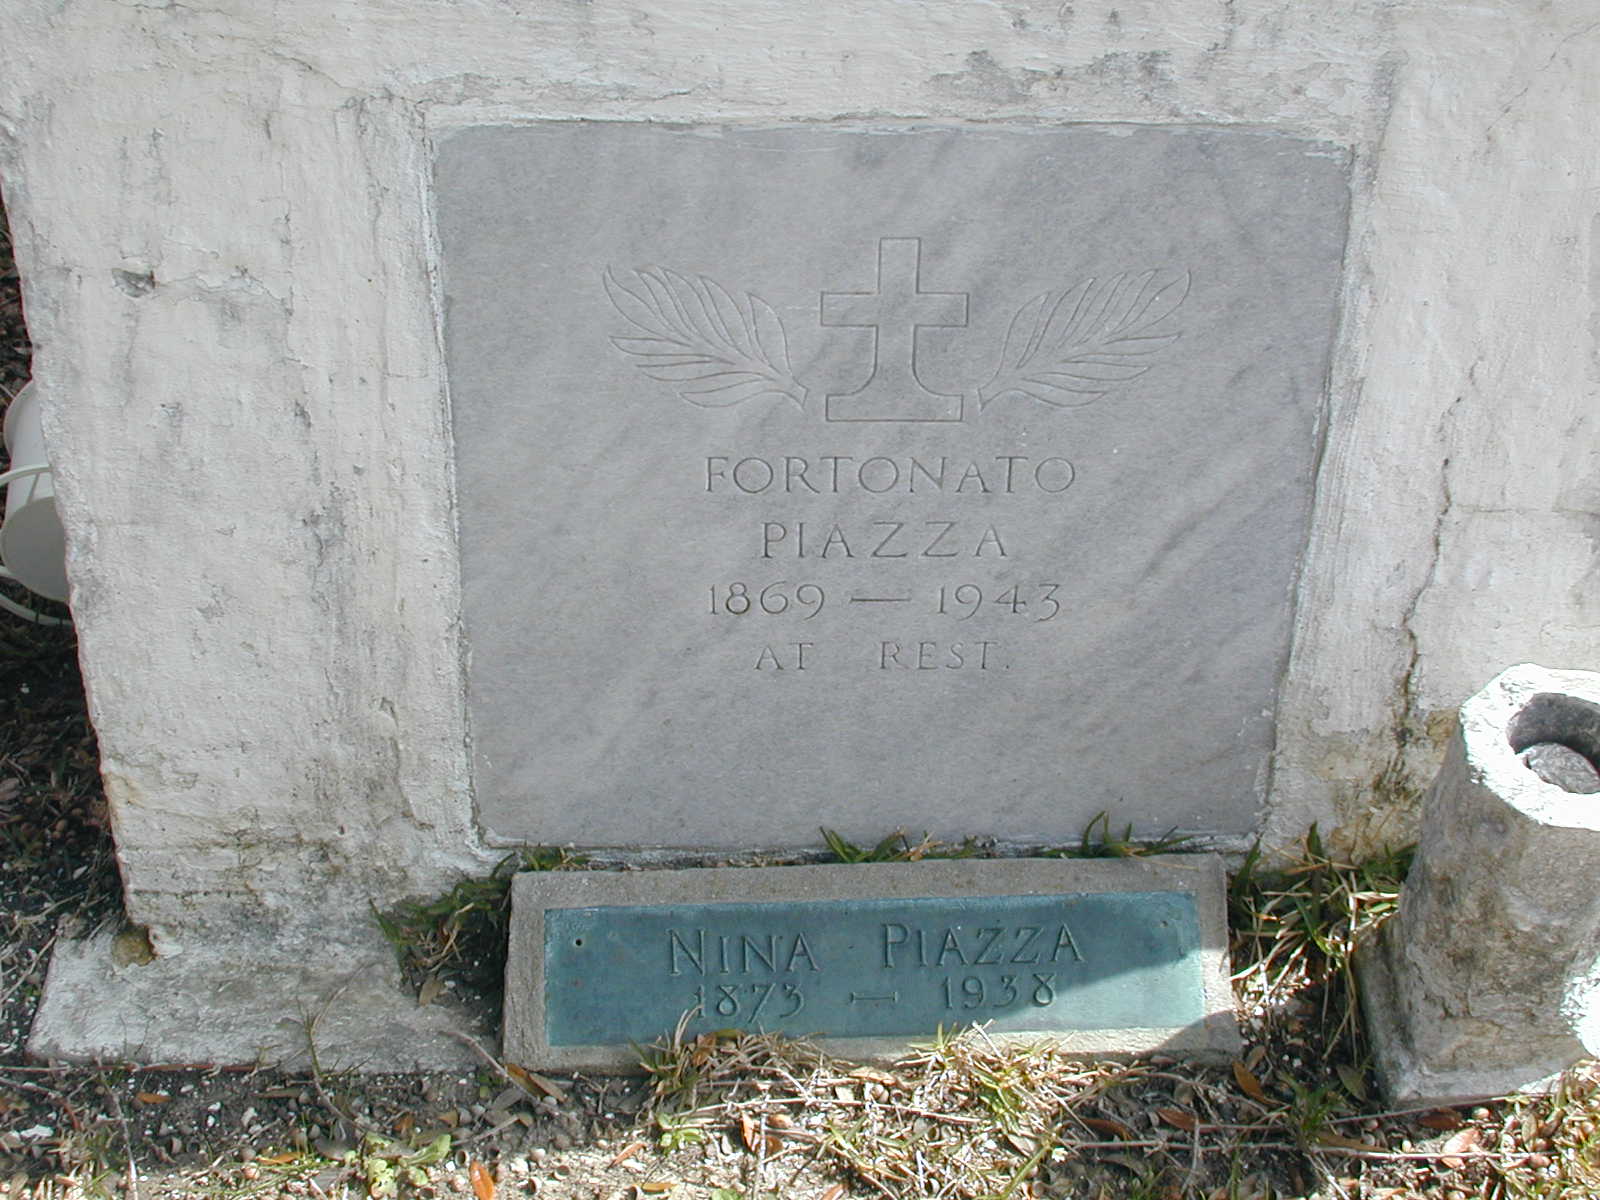 FORTONATO
PIAZZA
1869 — 1943
AT REST.
NINA PIAZZA
1873 — 1938